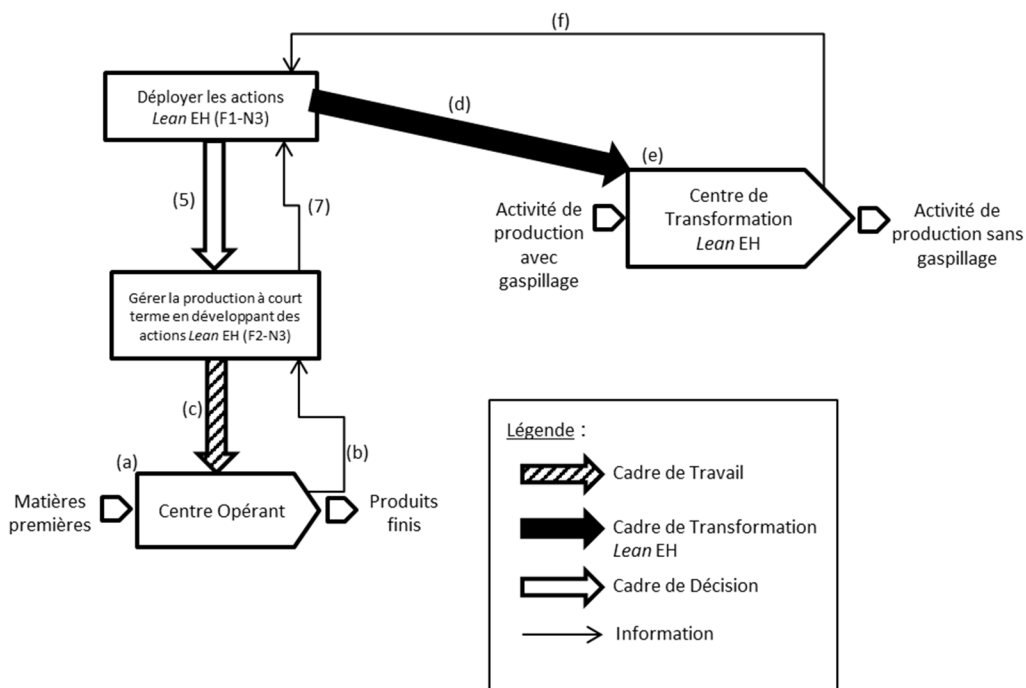 (f)
Déployer les actions
Lean EH (F1-N3)
(d)
(e)
(5)
(7)
Activité de
production
avec
gaspillage
Centre de
Transformation
Lean EH
Activité de
production sans
gaspillage
Gérer la production à court
terme en développant des
actions Lean EH (F2-N3)
(c)
(b)
(a)
Matières
premières
Centre Opérant
Produits
finis
Légende :
Cadre de Travail
Cadre de Transformation
Lean EH
Cadre de Décision
Information